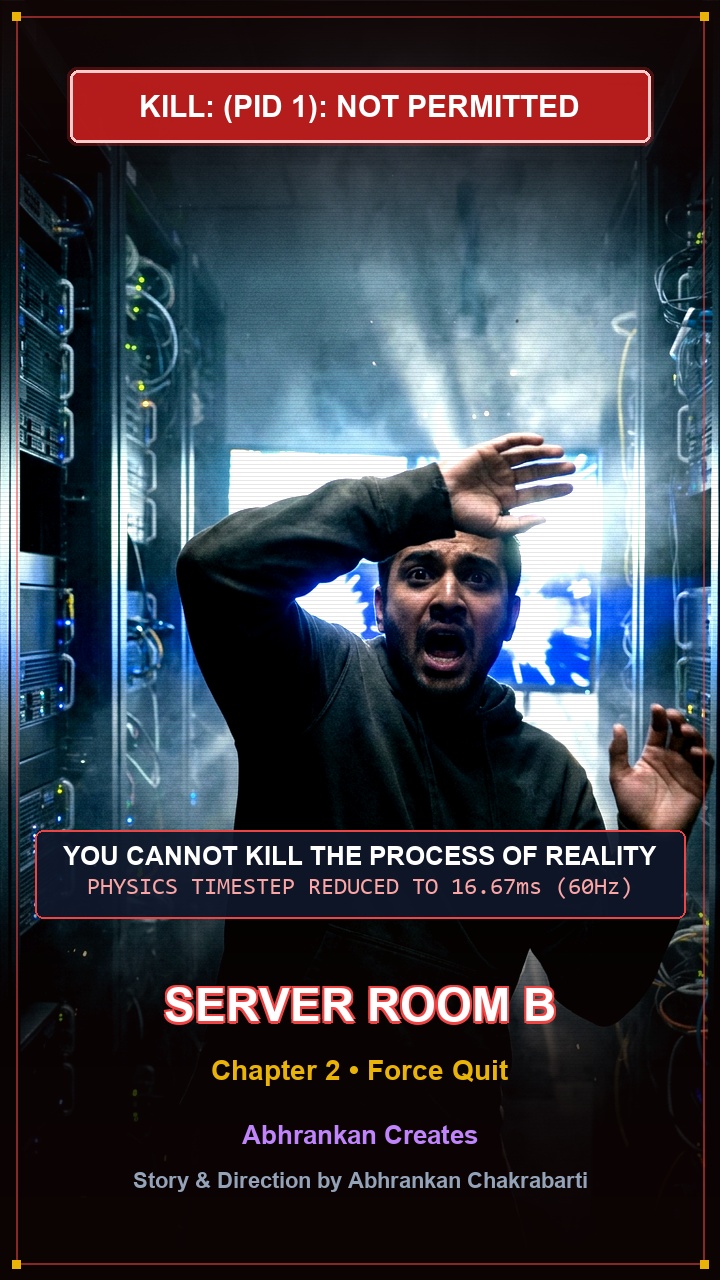 KILL: (PID 1): NOT PERMITTED
YOU CANNOT KILL THE PROCESS OF REALITY
PHYSICS TIMESTEP REDUCED TO 16.67ms (60Hz)
SERVER ROOM B
Chapter 2 • Force Quit
Abhrankan Creates
Story & Direction by Abhrankan Chakrabarti